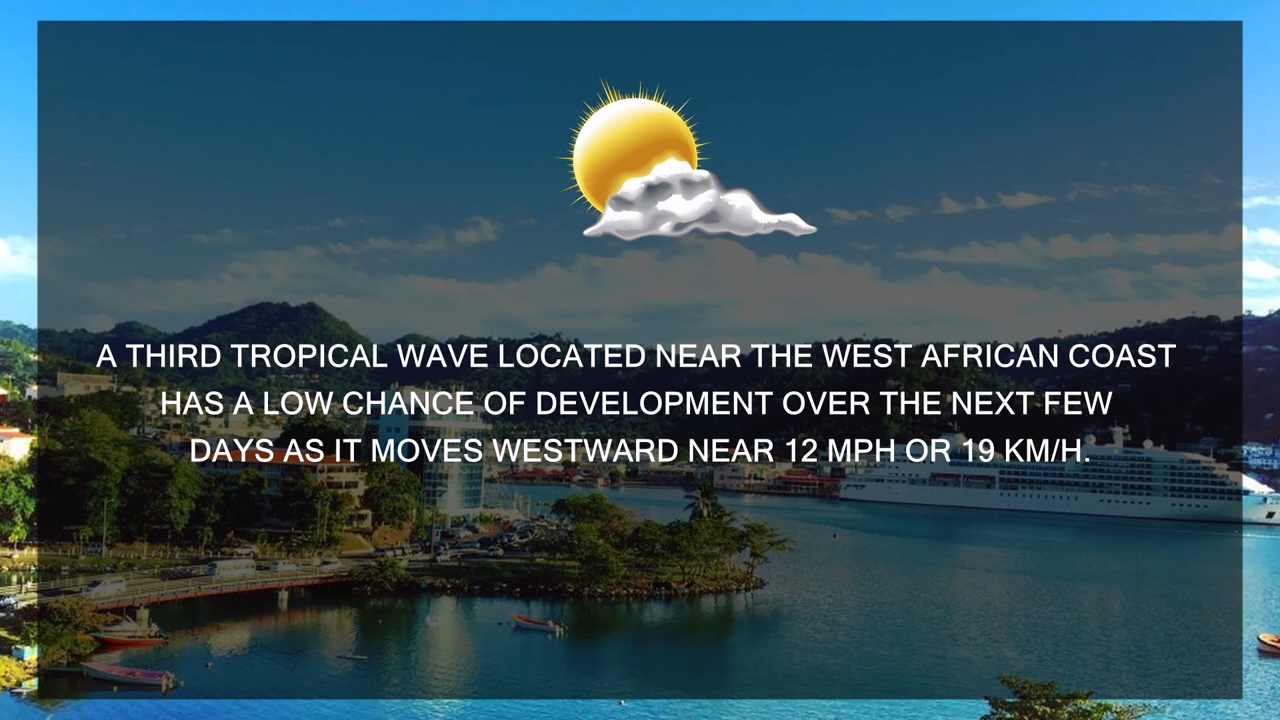 A THIRD TROPICAL WAVE LOCATED NEAR THE WEST AFRICAN COAST
HAS A LOW CHANCE OF DEVELOPMENT OVER THE NEXT FEW
DAYS AS IT MOVES WESTWARD NEAR 12 MPH OR 19 KM/H.